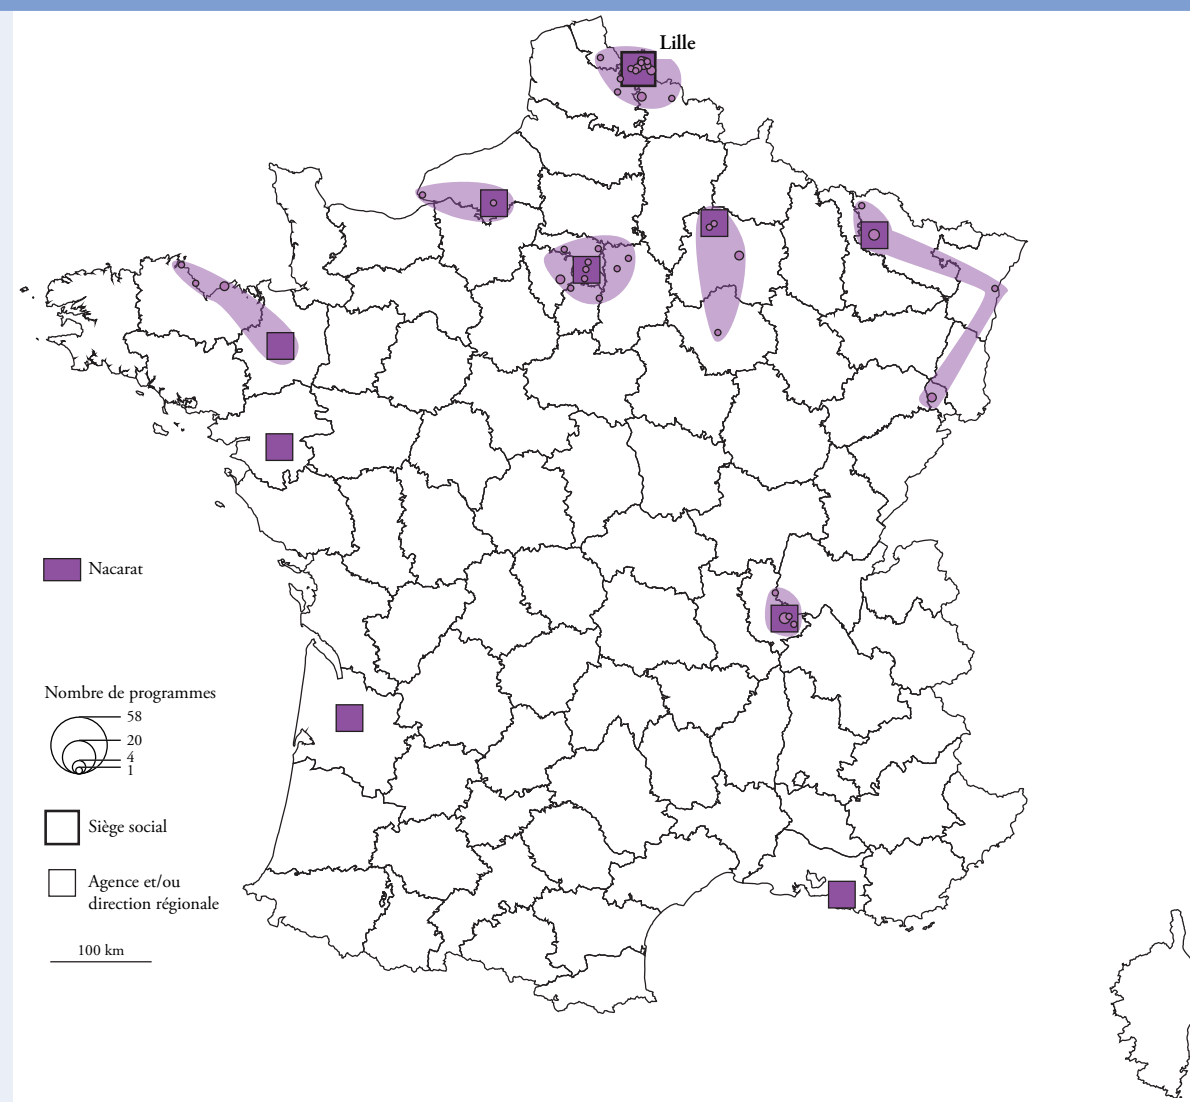 Lille
Nacarat
Nombre de programmes
58
20
4
1
Siège social
Agence et/ou
direction régionale
100 km